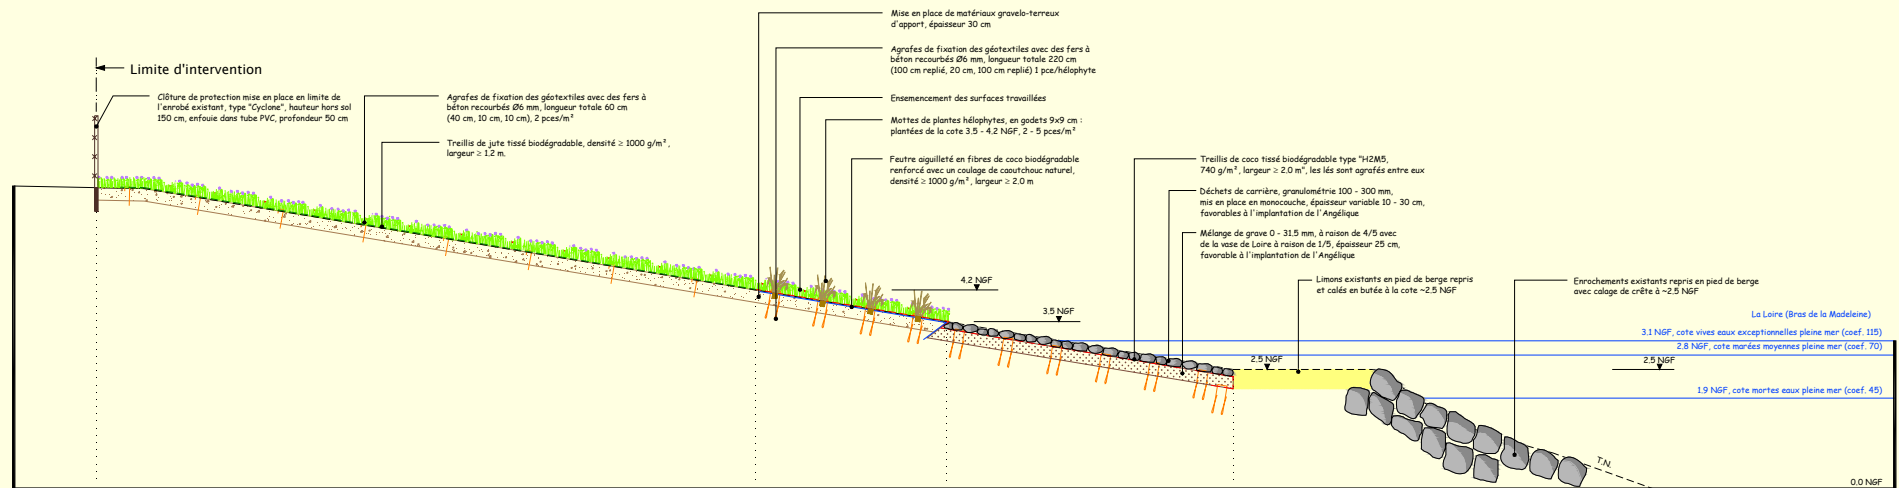 Limite d'intervention
Clôture de protection mise en place en limite de
l'enrobé existant, type "Cyclone", hauteur hors sol
150 cm, enfouie dans tube PVC, profondeur 50 cm
Agrafes de fixation des géotextiles avec des fers à
béton recourbés Ø6 mm, longueur totale 60 cm
(40 cm, 10 cm, 10 cm), 2 pces/m²
Treillis de jute tissé biodégradable, densité ≥ 1000 g/m²,
largeur ≥ 1,2 m.
Mise en place de matériaux gravelo-terreux
d'apport, épaisseur 30 cm
Agrafes de fixation des géotextiles avec des fers à
béton recourbés Ø6 mm, longueur totale 220 cm
(100 cm replié, 20 cm, 100 cm replié) 1 pce/hélophyte
Ensemencement des surfaces travaillées
Mottes de plantes hélophytes, en godets 9x9 cm :
plantées de la cote 3.5 - 4.2 NGF, 2 - 5 pces/m²
Feutre aiguilleté en fibres de coco biodégradable
renforcé avec un coulage de caoutchouc naturel,
densité ≥ 1000 g/m², largeur ≥ 2.0 m
Treillis de coco tissé biodégradable type "H2M5,
740 g/m², largeur ≥ 2.0 m", les lés sont agrafés entre eux
Déchets de carrière, granulométrie 100 - 300 mm,
mis en place en monocouche, épaisseur variable 10 - 30 cm,
favorables à l'implantation de l'Angélique
Mélange de grave 0 - 31.5 mm, à raison de 4/5 avec
de la vase de Loire à raison de 1/5, épaisseur 25 cm,
favorable à l'implantation de l'Angélique
Limons existants en pied de berge repris
et calés en butée à la cote ~2.5 NGF
Enrochements existants repris en pied de berge
avec calage de crête à ~2.5 NGF
4.2 NGF
3.5 NGF
2.5 NGF
La Loire (Bras de la Madeleine)
3.1 NGF, cote vives eaux exceptionnelles pleine mer (coef. 115)
2.8 NGF, cote marées moyennes pleine mer (coef. 70)
2.5 NGF
1.9 NGF, cote mortes eaux pleine mer (coef. 45)
T.N.
0.0 NGF